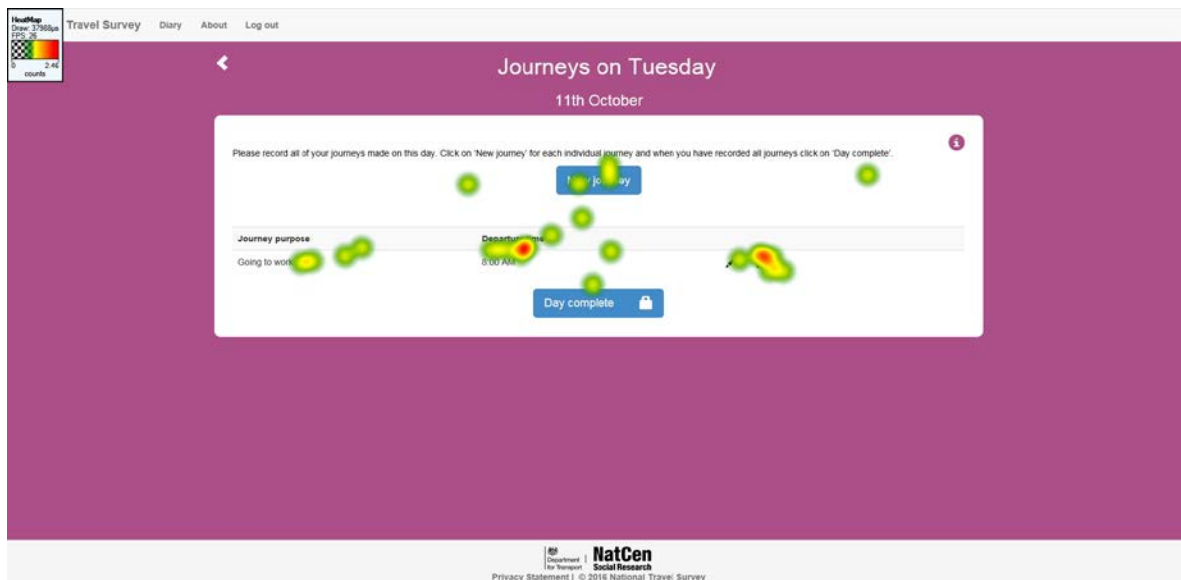 HeatMap
Draw: 37988µs
FPS: 26
0 2.46
counts
Travel Survey Diary About Log out
Journeys on Tuesday
11th October
Please record all of your journeys made on this day. Click on 'New journey' for each individual journey and when you have recorded all journeys click on 'Day complete'.
Journey purpose Departure time
Going to work 8:00 AM
Day complete
Department for Transport
NatCen
Social Research
Privacy Statement | © 2016 National Travel Survey